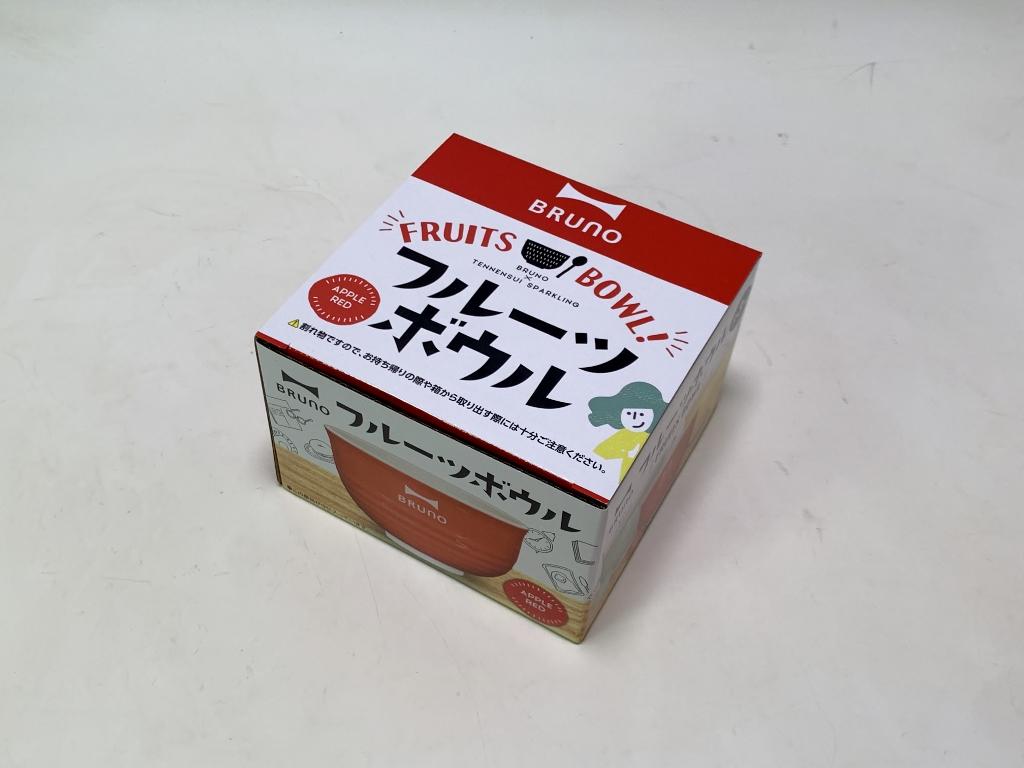 BRUNO
FRUITS BOWL!
BRUNO
×
TENNENSUI SPARKLING
フルーツ
ボウル
APPLE
RED
⚠割れ物ですので、お持ち帰りの際や箱から取り出す際には十分ご注意ください。
BRUNO
フルーツボウル
BRUNO
APPLE
RED